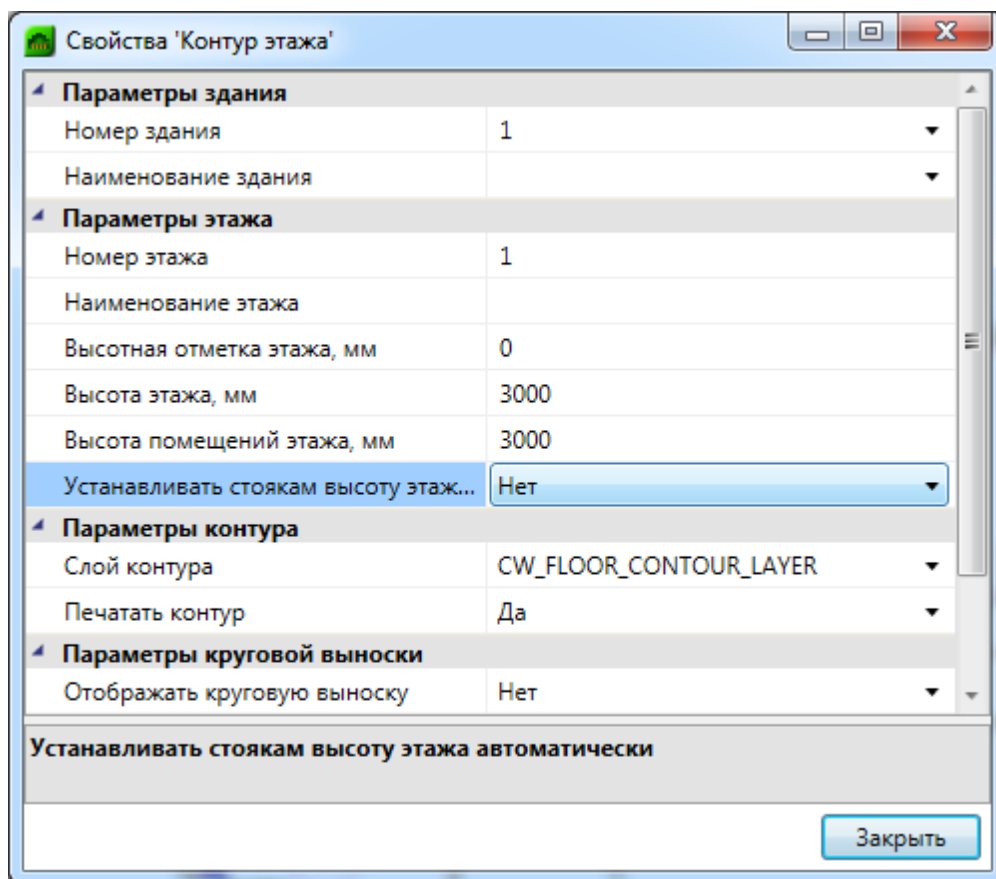 Свойства 'Контур этажа'
Параметры здания
Номер здания 1
Наименование здания
Параметры этажа
Номер этажа 1
Наименование этажа
Высотная отметка этажа, мм 0
Высота этажа, мм 3000
Высота помещений этажа, мм 3000
Устанавливать стоякам высоту этаж... Нет
Параметры контура
Слой контура CW_FLOOR_CONTOUR_LAYER
Печатать контур Да
Параметры круговой выноски
Отображать круговую выноску Нет
Устанавливать стоякам высоту этажа автоматически
Закрыть